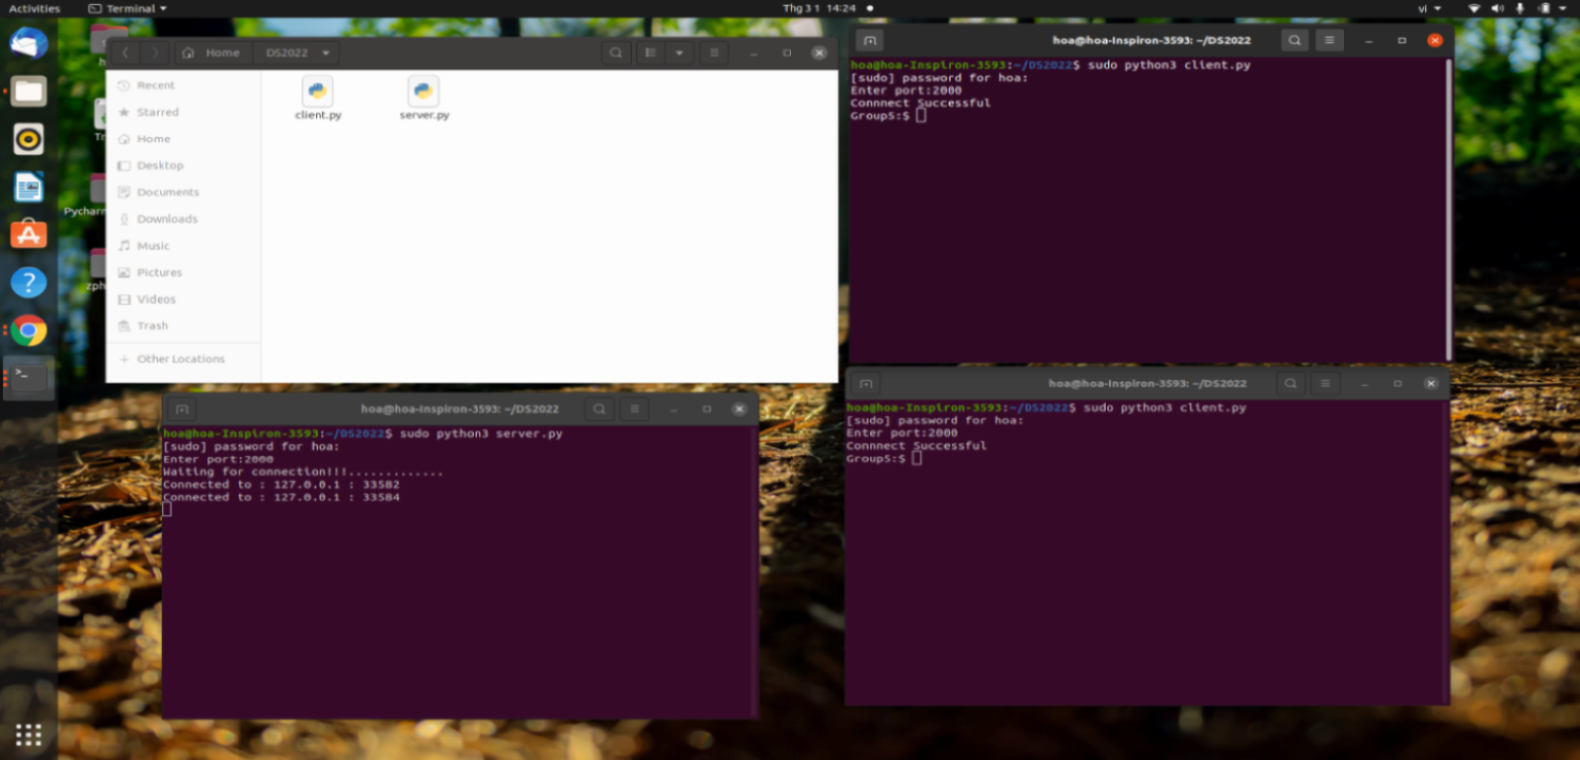 Activities
Terminal
Thg 3 1 14:24
vi
Home
DS2022
Recent
Starred
Home
Desktop
Documents
Downloads
Music
Pictures
Videos
Trash
Other Locations
client.py
server.py
Pycharm
zph
hoa@hoa-Inspiron-3593: ~/DS2022
hoa@hoa-Inspiron-3593:~/DS2022$ sudo python3 client.py
[sudo] password for hoa:
Enter port:2000
Connnect Successful
Group5:$
hoa@hoa-Inspiron-3593: ~/DS2022
hoa@hoa-Inspiron-3593:~/DS2022$ sudo python3 server.py
[sudo] password for hoa:
Enter port:2000
Waiting for connection!!!.............
Connected to : 127.0.0.1 : 33582
Connected to : 127.0.0.1 : 33584
hoa@hoa-Inspiron-3593: ~/DS2022
hoa@hoa-Inspiron-3593:~/DS2022$ sudo python3 client.py
[sudo] password for hoa:
Enter port:2000
Connnect Successful
Group5:$